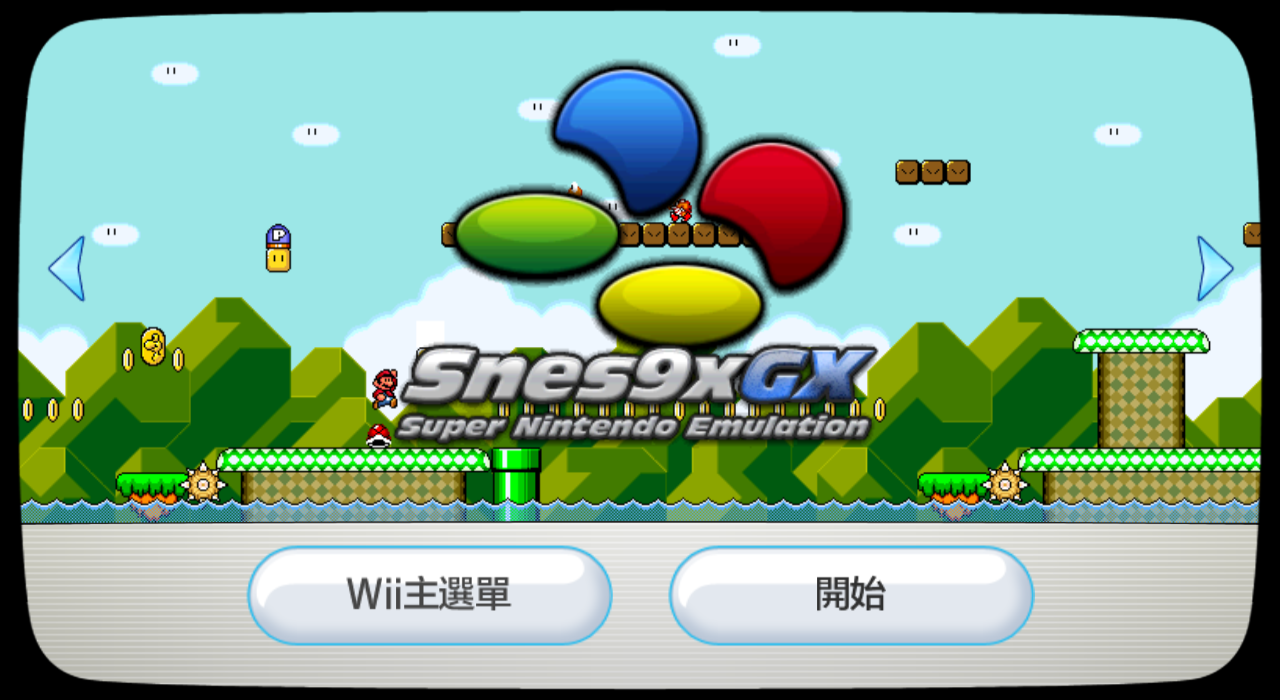 P
Snes9xGX
Super Nintendo Emulation
Wii主選單
開始